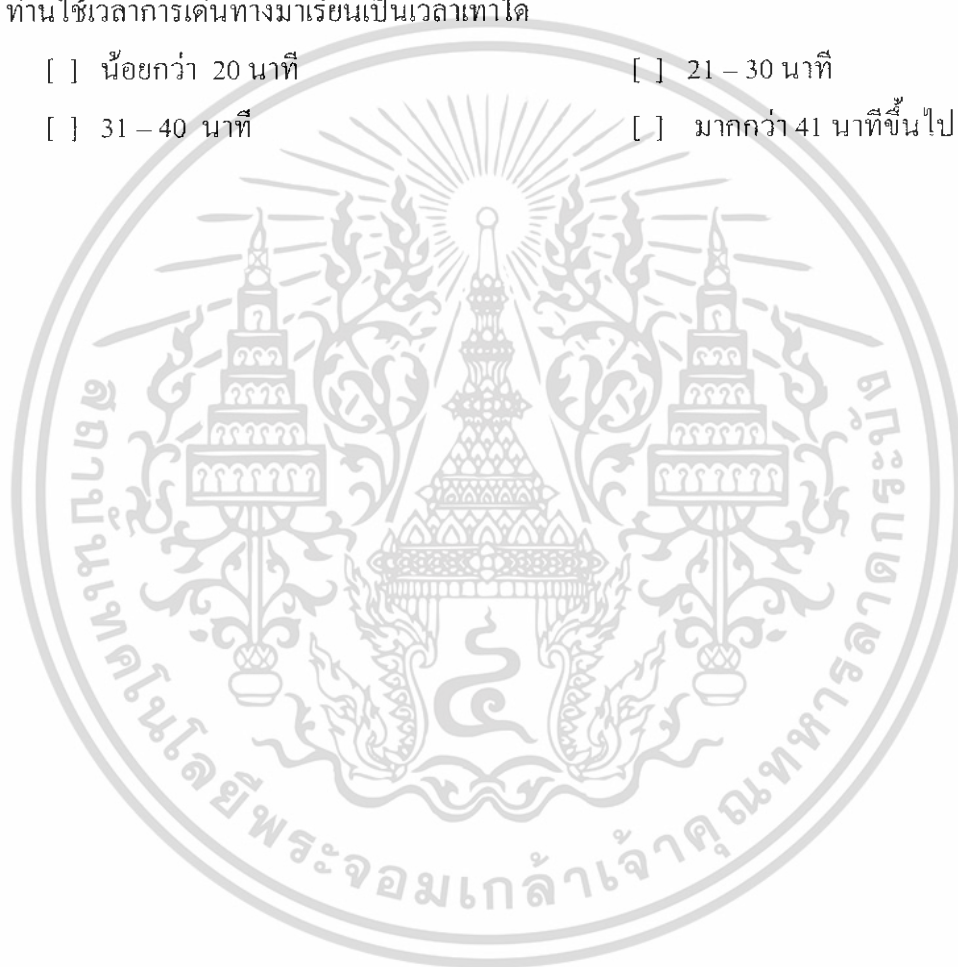 ท่านใช้เวลาการเดินทางมาเรียนเป็นเวลาเท่าใด
[ ] น้อยกว่า 20 นาที [ ] 21 – 30 นาที
[ ] 31 – 40 นาที [ ] มากกว่า 41 นาทีขึ้นไป
สถาบันเทคโนโลยีพระจอมเกล้าเจ้าคุณทหารลาดกระบัง
๔